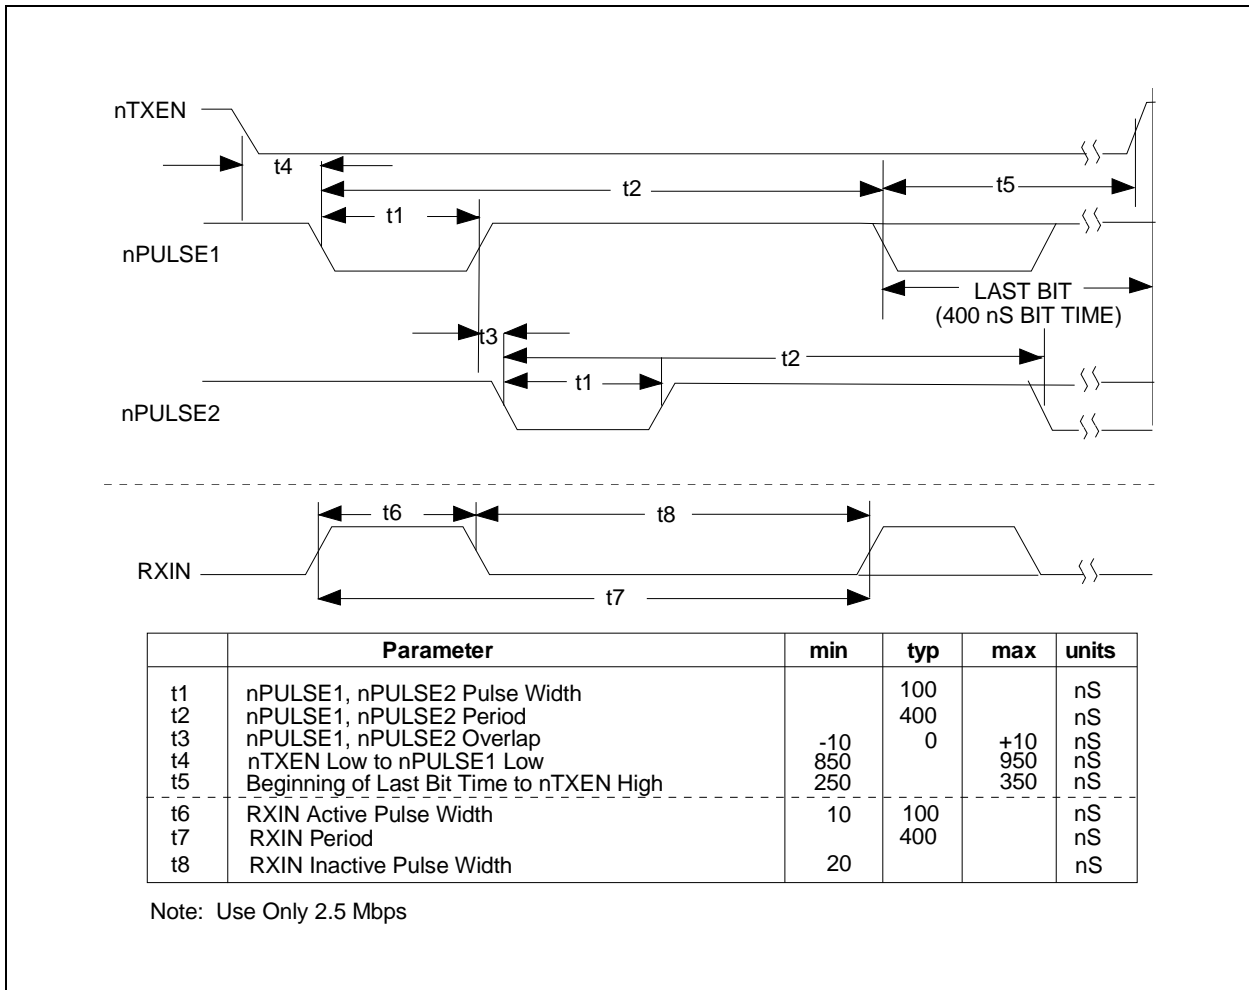 nTXEN
t4
t2
t5
t1
nPULSE1
LAST BIT
(400 nS BIT TIME)
t3
t2
t1
nPULSE2
t6
t8
RXIN
t7
Parameter min typ max units
t1 nPULSE1, nPULSE2 Pulse Width 100 nS
t2 nPULSE1, nPULSE2 Period 400 nS
t3 nPULSE1, nPULSE2 Overlap -10 0 +10 nS
t4 nTXEN Low to nPULSE1 Low 850 950 nS
t5 Beginning of Last Bit Time to nTXEN High 250 350 nS
t6 RXIN Active Pulse Width 10 100 nS
t7 RXIN Period 400 nS
t8 RXIN Inactive Pulse Width 20 nS
Note: Use Only 2.5 Mbps